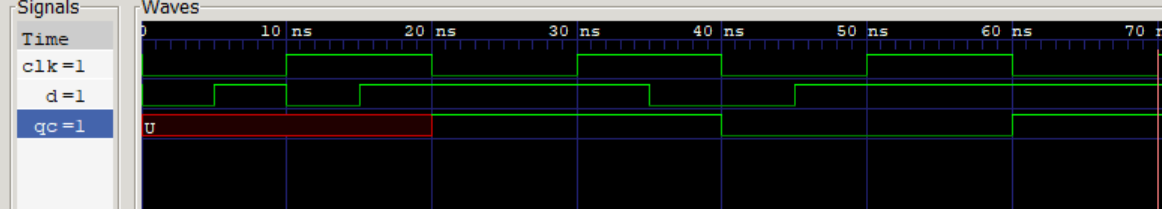 Signals
Waves
Time
0 10 ns 20 ns 30 ns 40 ns 50 ns 60 ns 70
clk=1
d=1
qc=1
U